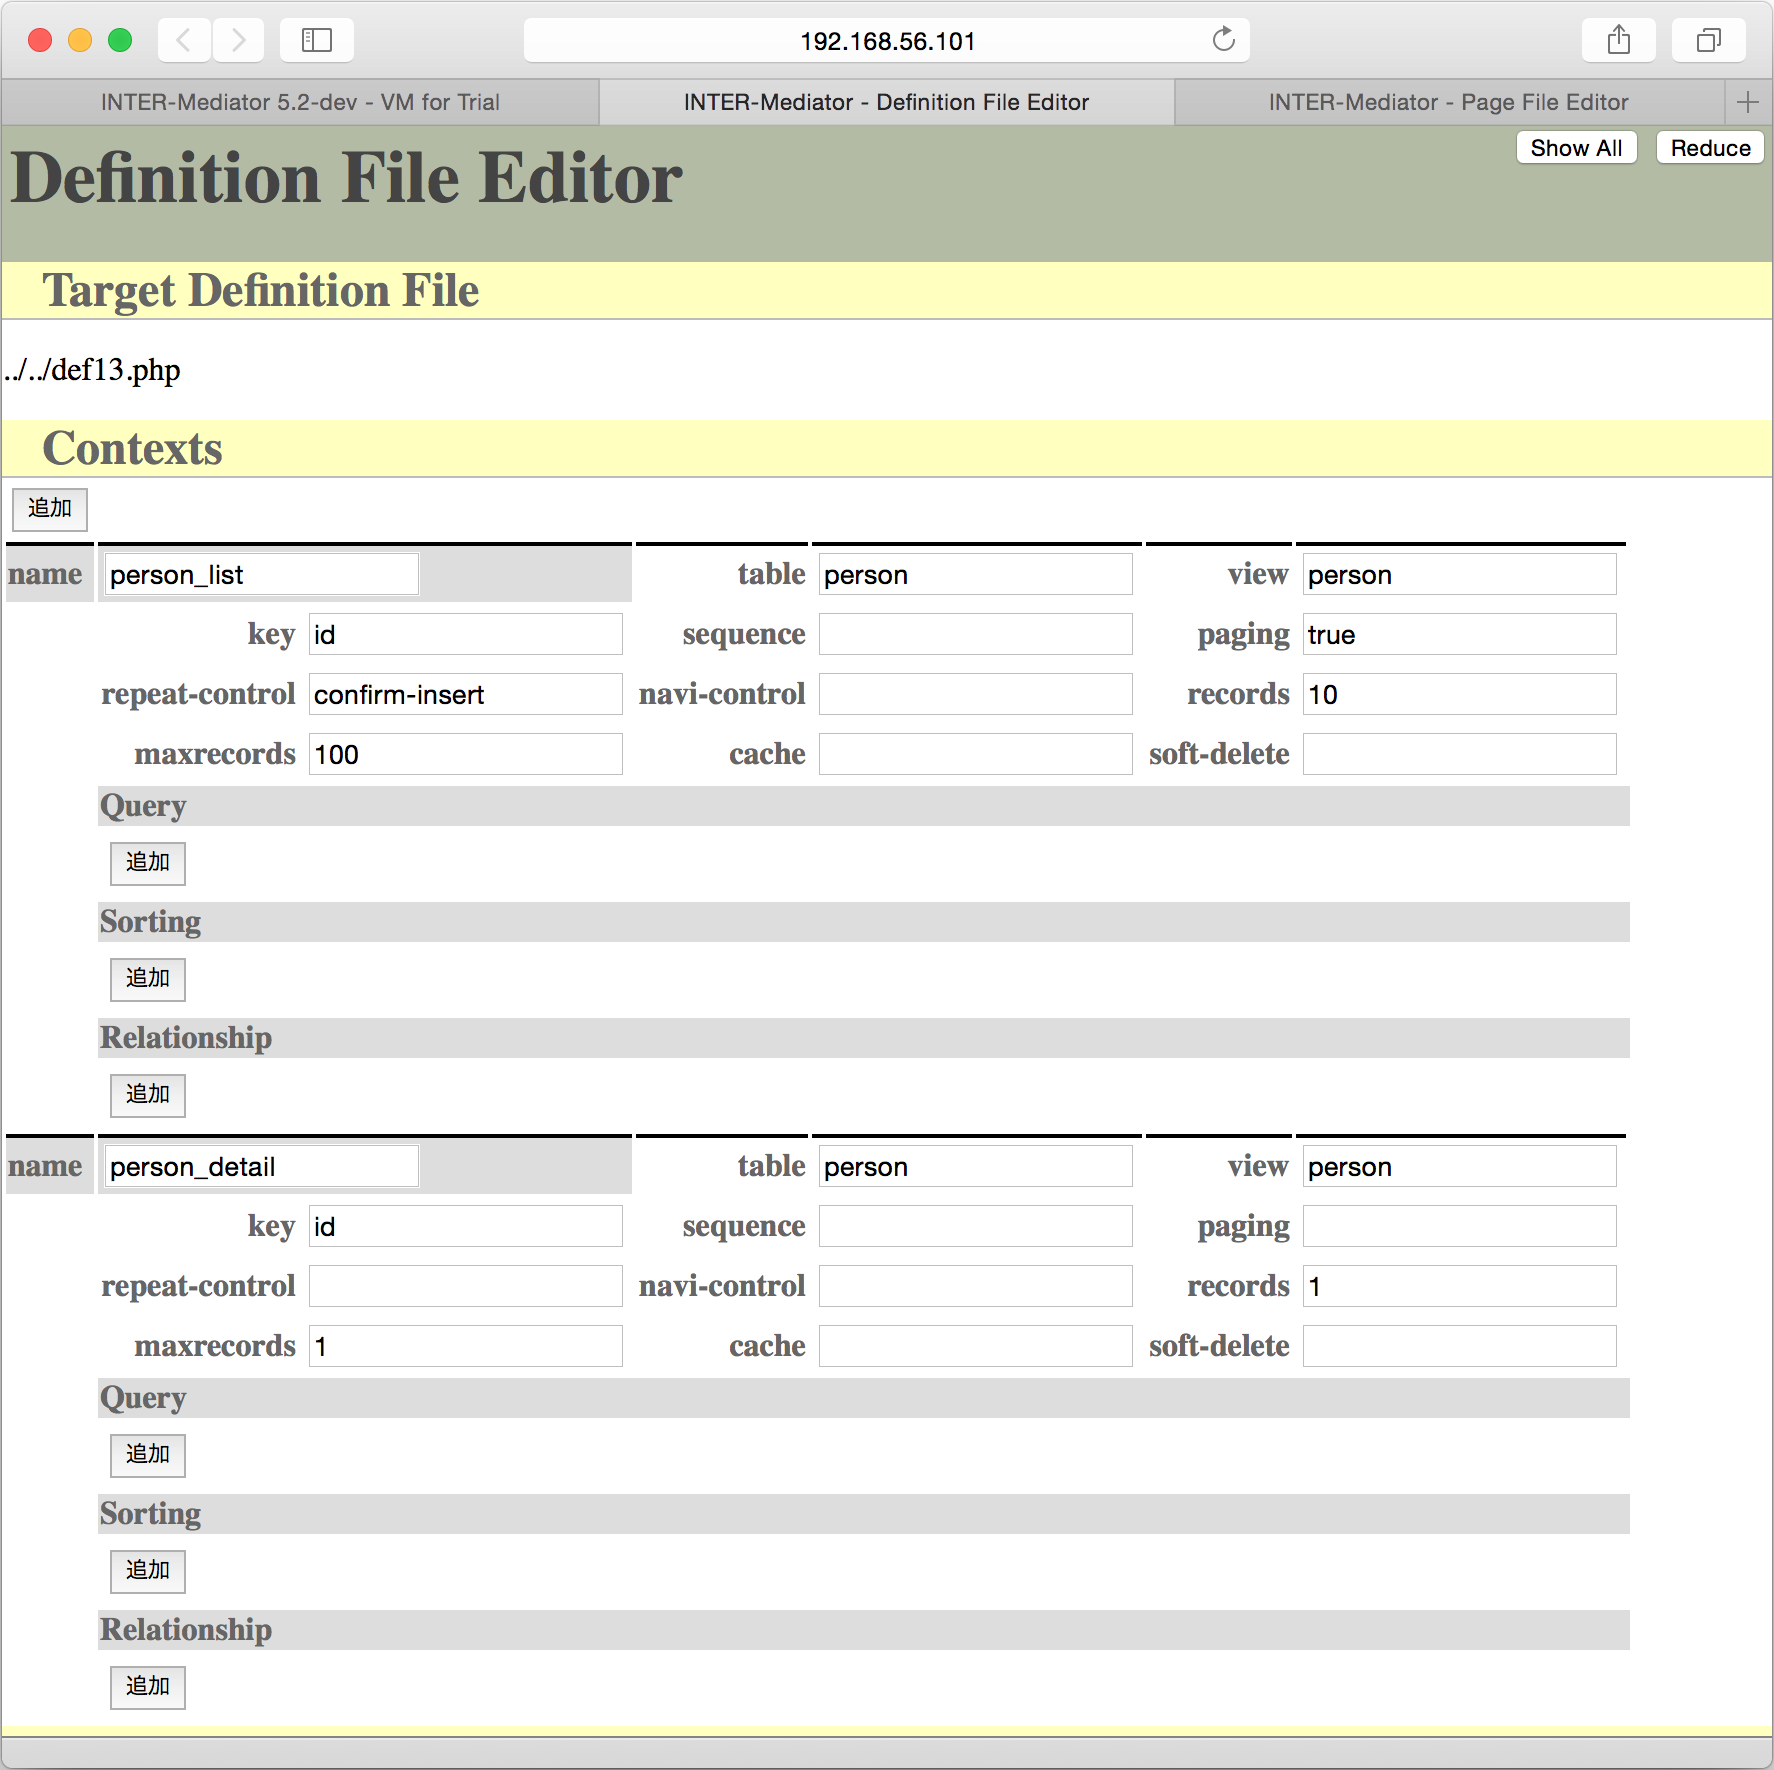 192.168.56.101
INTER-Mediator 5.2-dev - VM for Trial
INTER-Mediator - Definition File Editor
INTER-Mediator - Page File Editor
Definition File Editor
Show All
Reduce
Target Definition File
../../def13.php
Contexts
追加
name person_list table person view person
key id sequence paging true
repeat-control confirm-insert navi-control records 10
maxrecords 100 cache soft-delete
Query
追加
Sorting
追加
Relationship
追加
name person_detail table person view person
key id sequence paging
repeat-control navi-control records 1
maxrecords 1 cache soft-delete
Query
追加
Sorting
追加
Relationship
追加